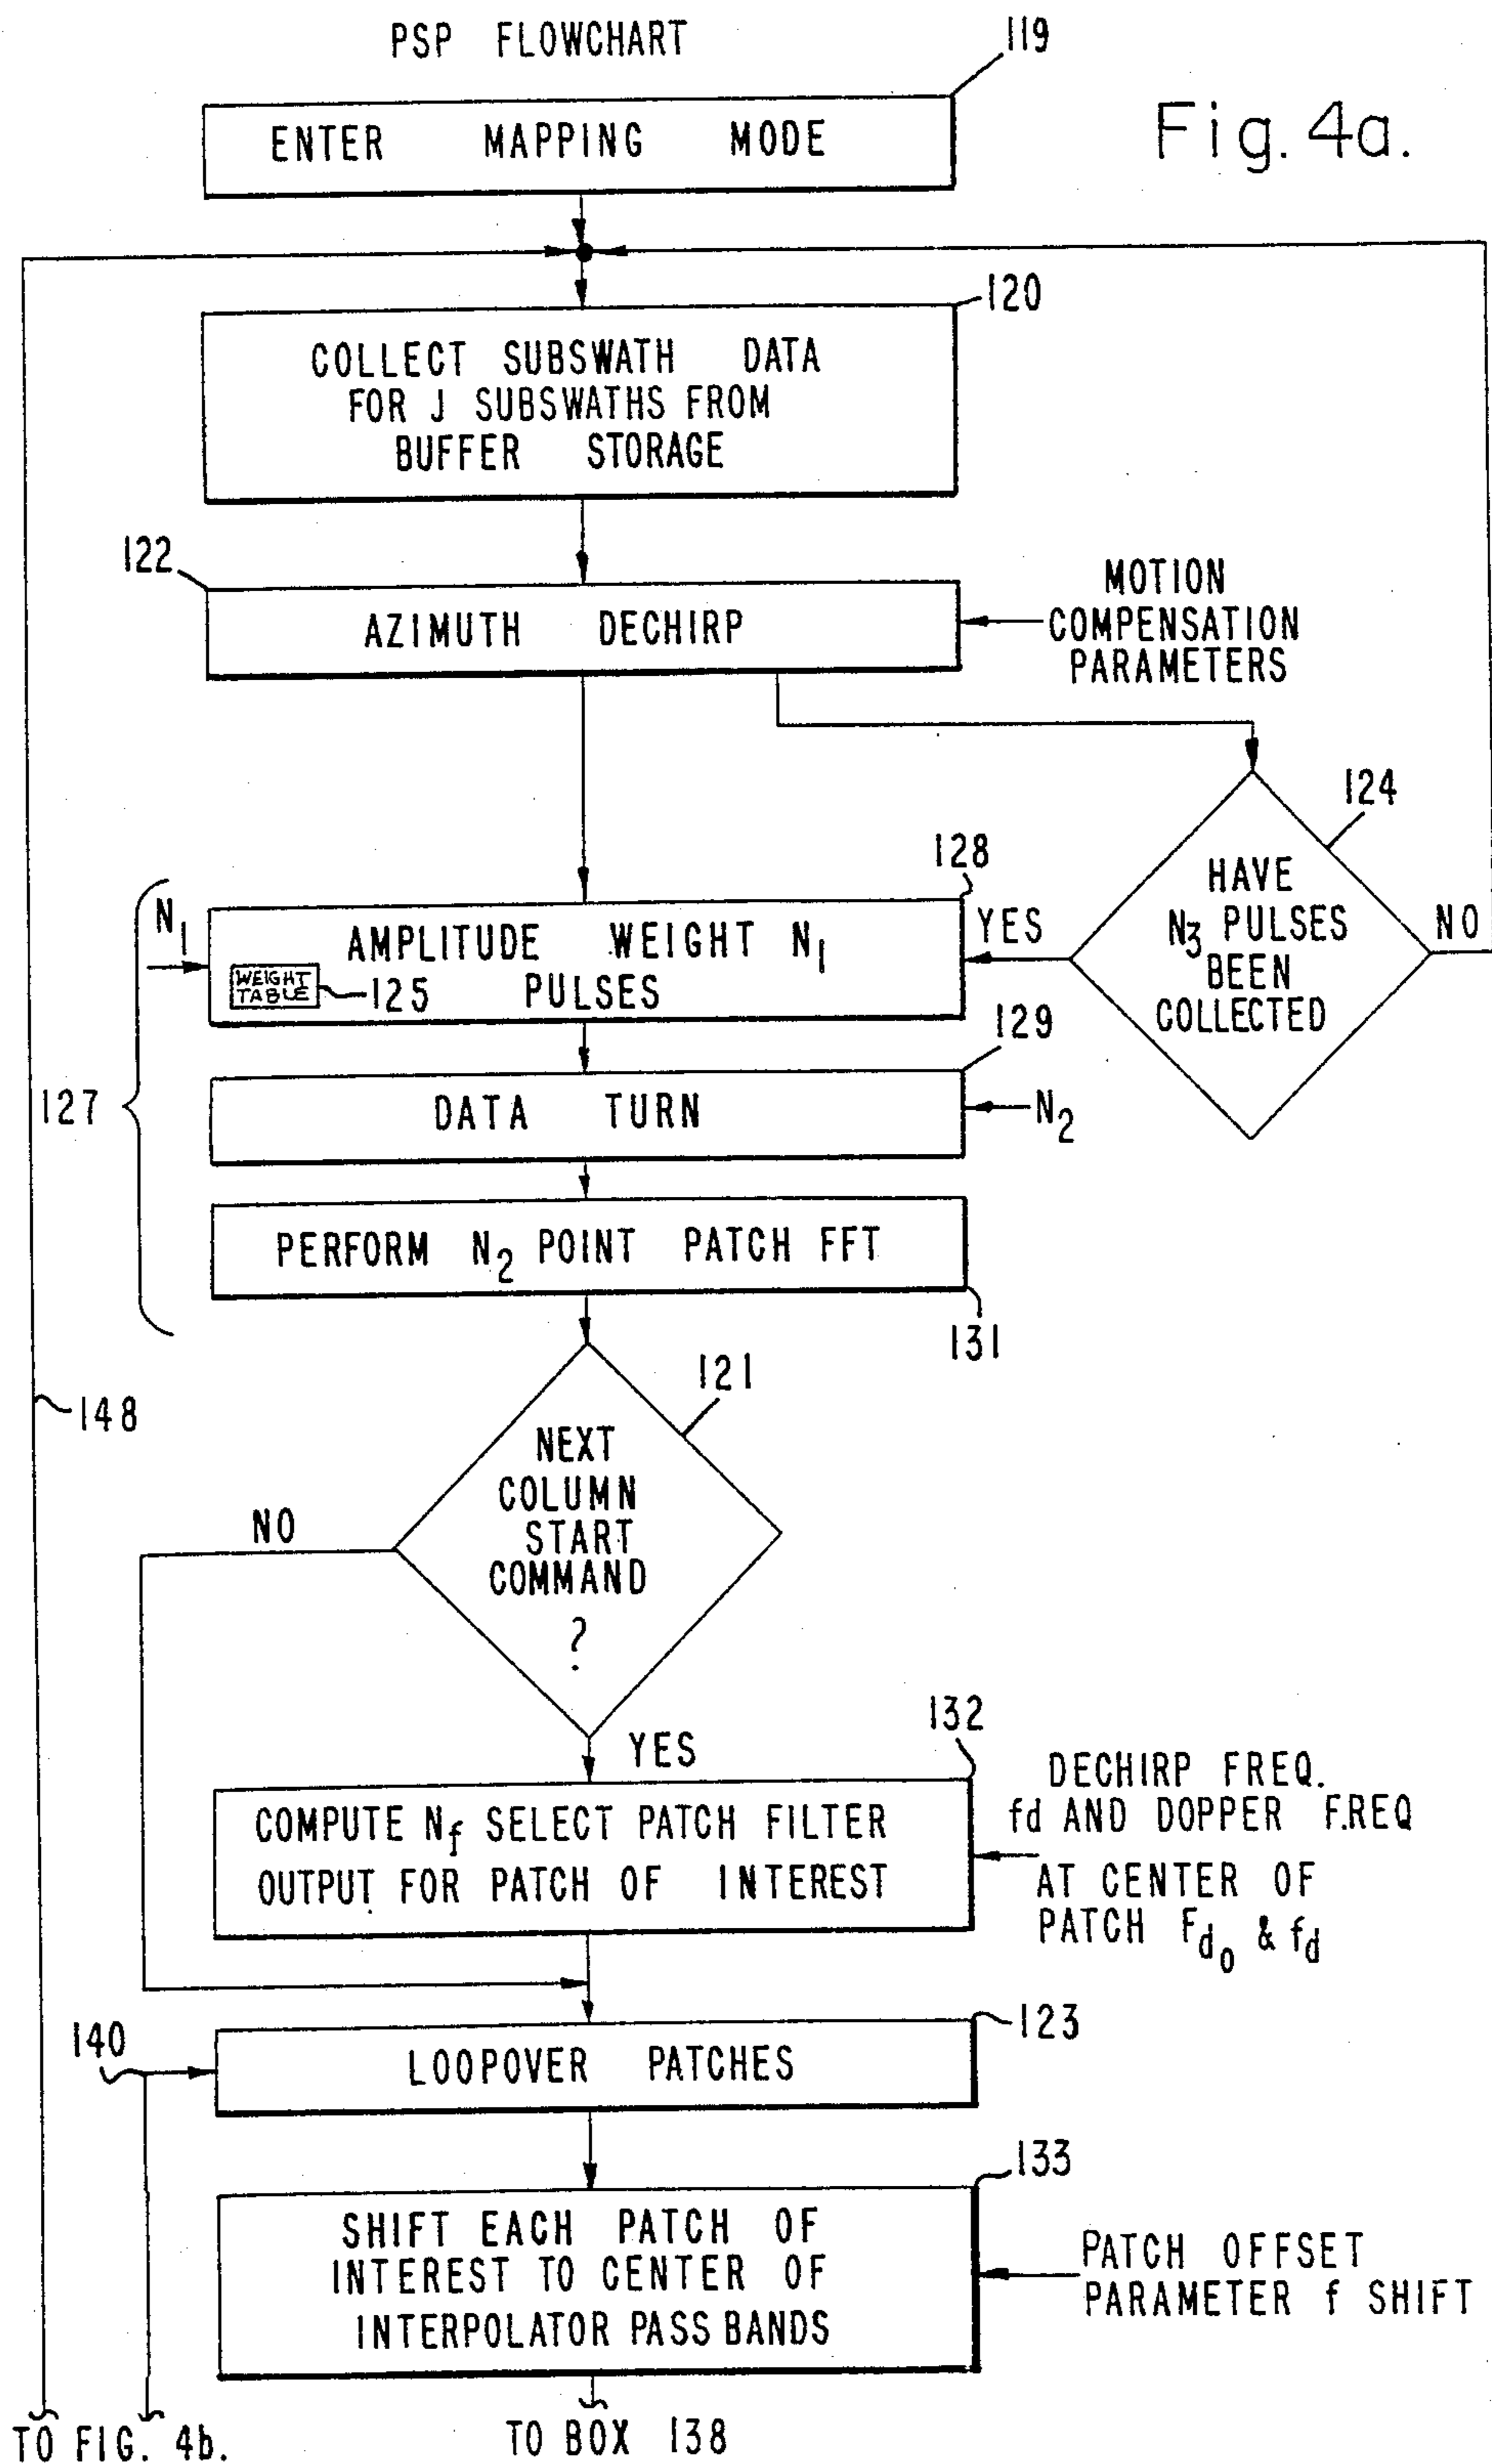 PSP FLOWCHART
119
Fig. 4a.
ENTER MAPPING MODE
120
COLLECT SUBSWATH DATA
FOR J SUBSWATHS FROM
BUFFER STORAGE
122
AZIMUTH DECHIRP
MOTION
COMPENSATION
PARAMETERS
124
HAVE
N3 PULSES
BEEN
COLLECTED
YES
NO
128
N1
AMPLITUDE WEIGHT N1
PULSES
WEIGHT
TABLE
125
129
127
DATA TURN
N2
PERFORM N2 POINT PATCH FFT
131
121
148
NEXT
COLUMN
START
COMMAND
?
NO
YES
132
COMPUTE Nf SELECT PATCH FILTER
OUTPUT FOR PATCH OF INTEREST
DECHIRP FREQ.
fd AND DOPPER F.REQ
AT CENTER OF
PATCH Fdo & fd
123
140
LOOPOVER PATCHES
133
SHIFT EACH PATCH OF
INTEREST TO CENTER OF
INTERPOLATOR PASS BANDS
PATCH OFFSET
PARAMETER f SHIFT
TO FIG. 4b.
TO BOX 138